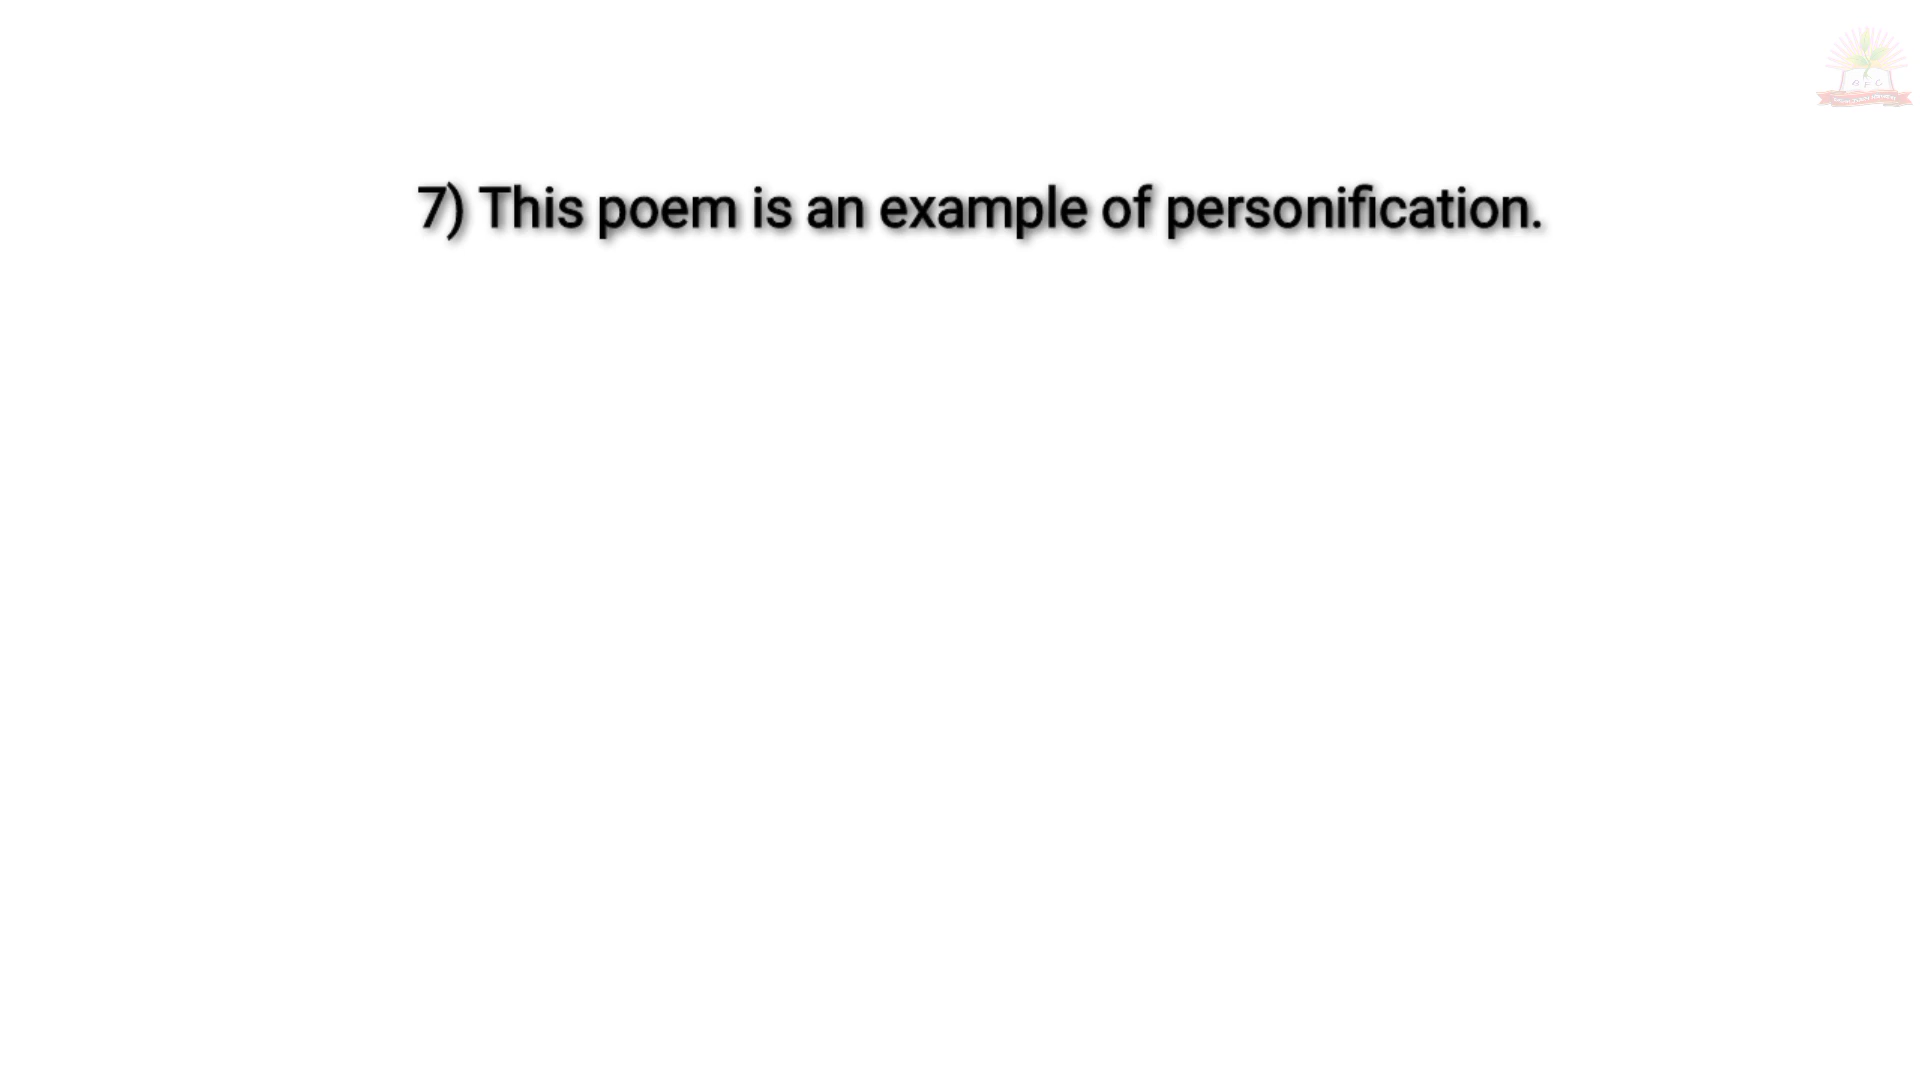 7) This poem is an example of personification.